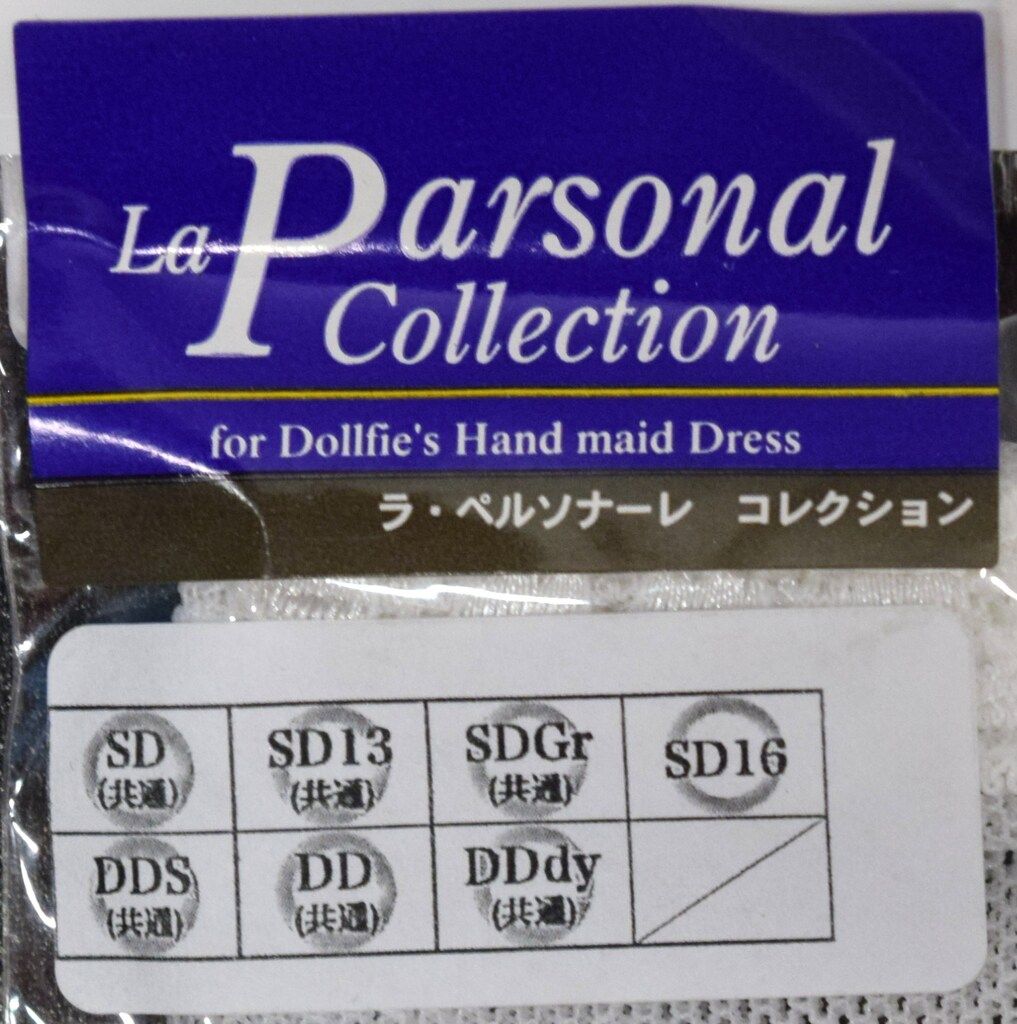 La Parsonal
Collection
for Dollfie's Hand maid Dress
ラ・ペルソナーレ　コレクション
SD SD13 SDGr SD16
(共通) (共通) (共通)
DDS DD DDdy
(共通) (共通) (共通)